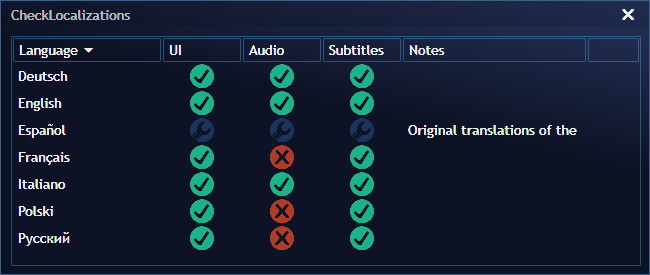 CheckLocalizations
Language UI Audio Subtitles Notes
Deutsch
English
Español Original translations of the
Français
Italiano
Polski
Русский